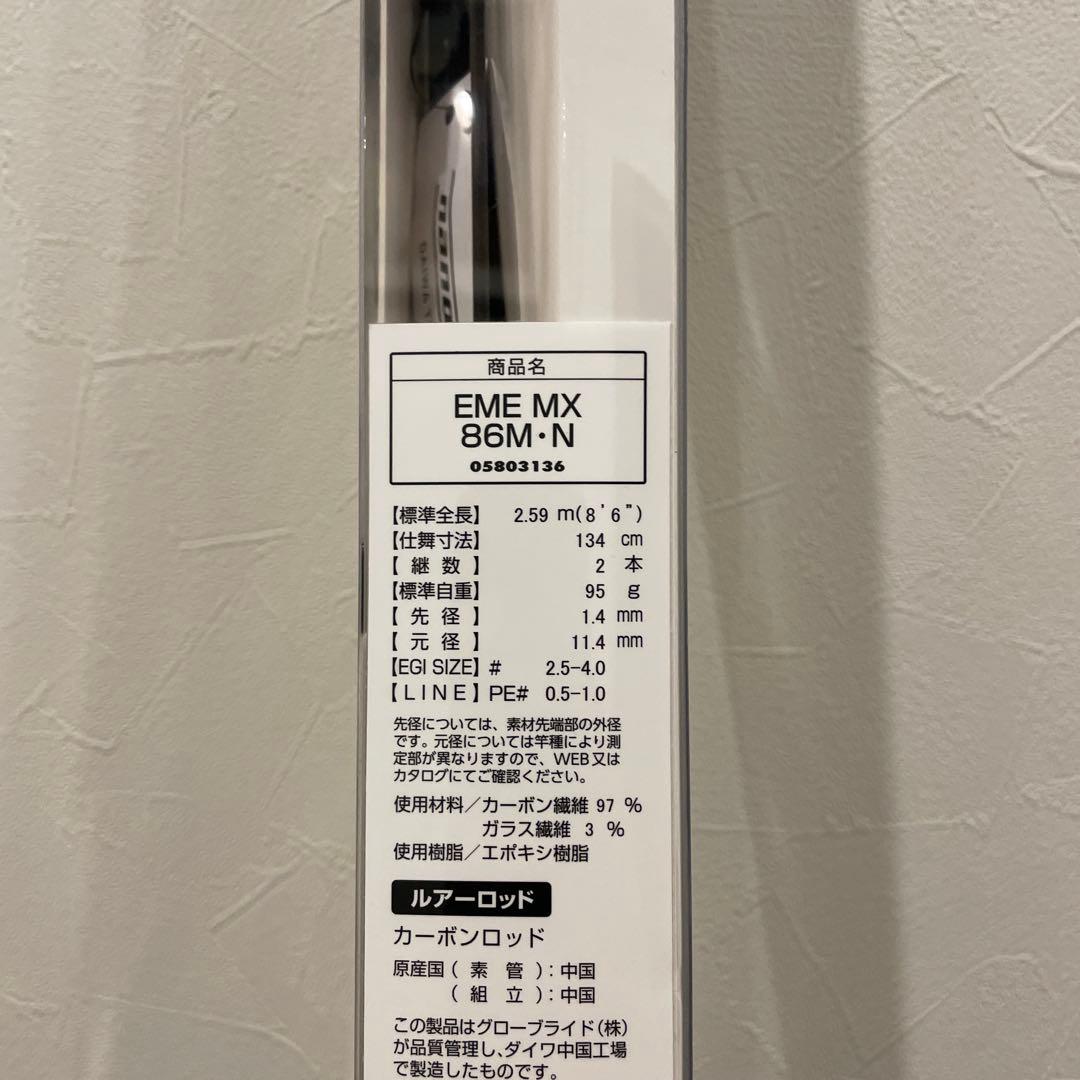 nano
商品名
EME MX
86M・N
05803136
【標準全長】 2.59 m(8'6")
【仕舞寸法】 134 cm
【 継 数 】 2 本
【標準自重】 95 g
【 先 径 】 1.4 mm
【 元 径 】 11.4 mm
【EGI SIZE】 # 2.5-4.0
【 L I N E 】 PE# 0.5-1.0
先径については、素材先端部の外径
です。元径については竿種により測
定部が異なりますので、WEB又は
カタログにてご確認ください。
使用材料／カーボン繊維 97 %
ガラス繊維 3 %
使用樹脂／エポキシ樹脂
ルアーロッド
カーボンロッド
原産国 ( 素 管 ) : 中国
( 組 立 ) : 中国
この製品はグローブライド（株）
が品質管理し、ダイワ中国工場
で製造したものです。